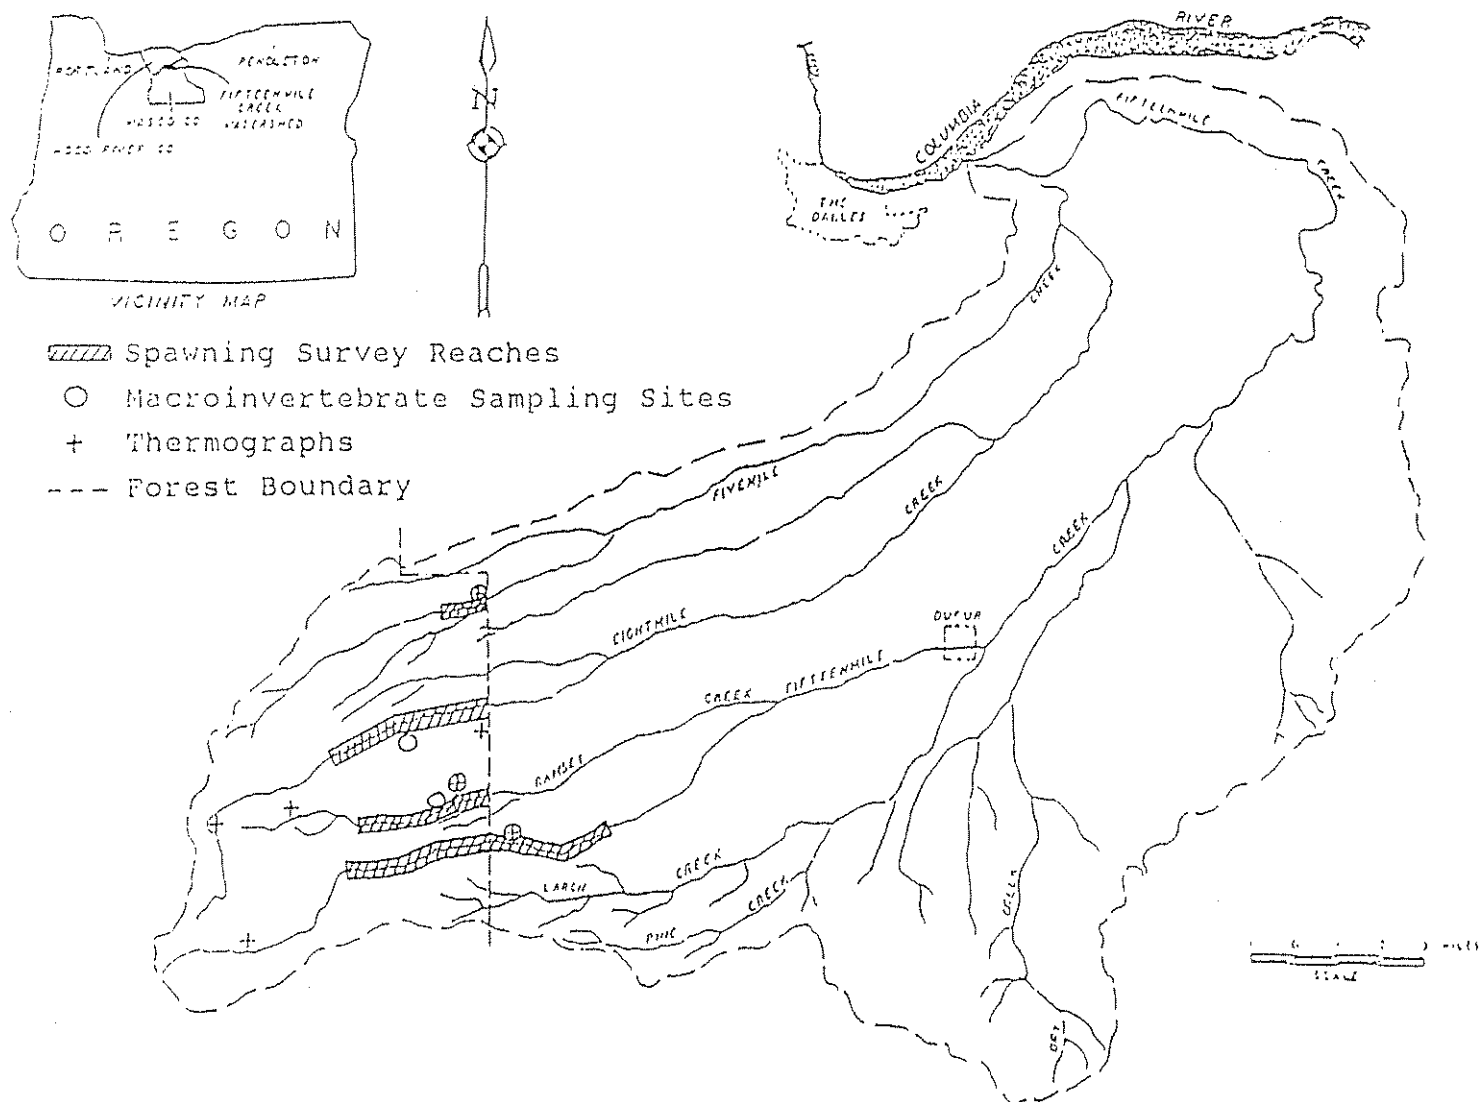 PORTLAND
PENDLETON
FIFTEENMILE
CREEK
WATERSHED
WASCO CO
HOOD RIVER CO
O R E G O N
VICINITY MAP
N
Spawning Survey Reaches
Macroinvertebrate Sampling Sites
Thermographs
Forest Boundary
COLUMBIA
RIVER
THE
DALLES
FIFTEENMILE
CREEK
FIVEMILE
CREEK
EIGHTMILE
CREEK
RAMSEY
CREEK
FIFTEENMILE
CREEK
DUFUR
LARCH
CREEK
PINE
CREEK
DRY
CREEK
MILES
SCALE